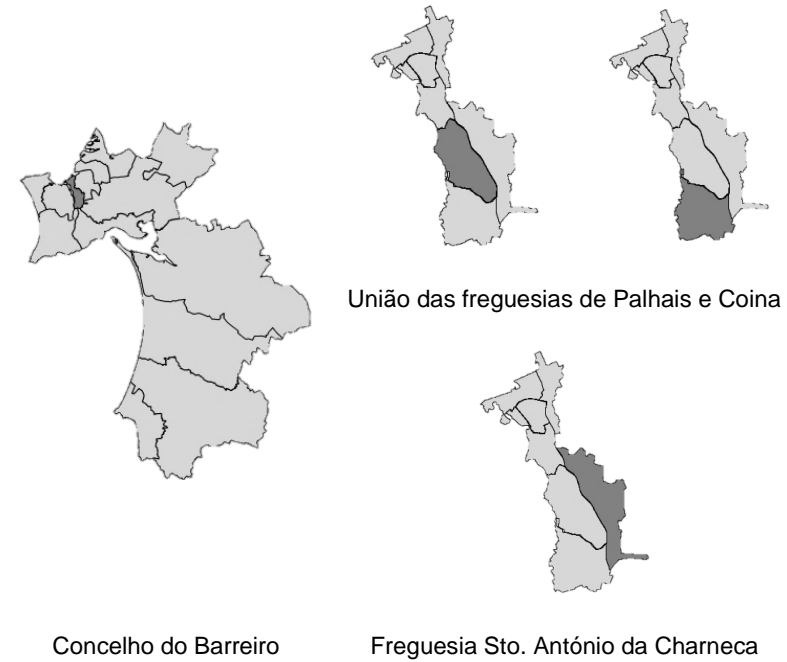 União das freguesias de Palhais e Coina
Concelho do Barreiro
Freguesia Sto. António da Charneca